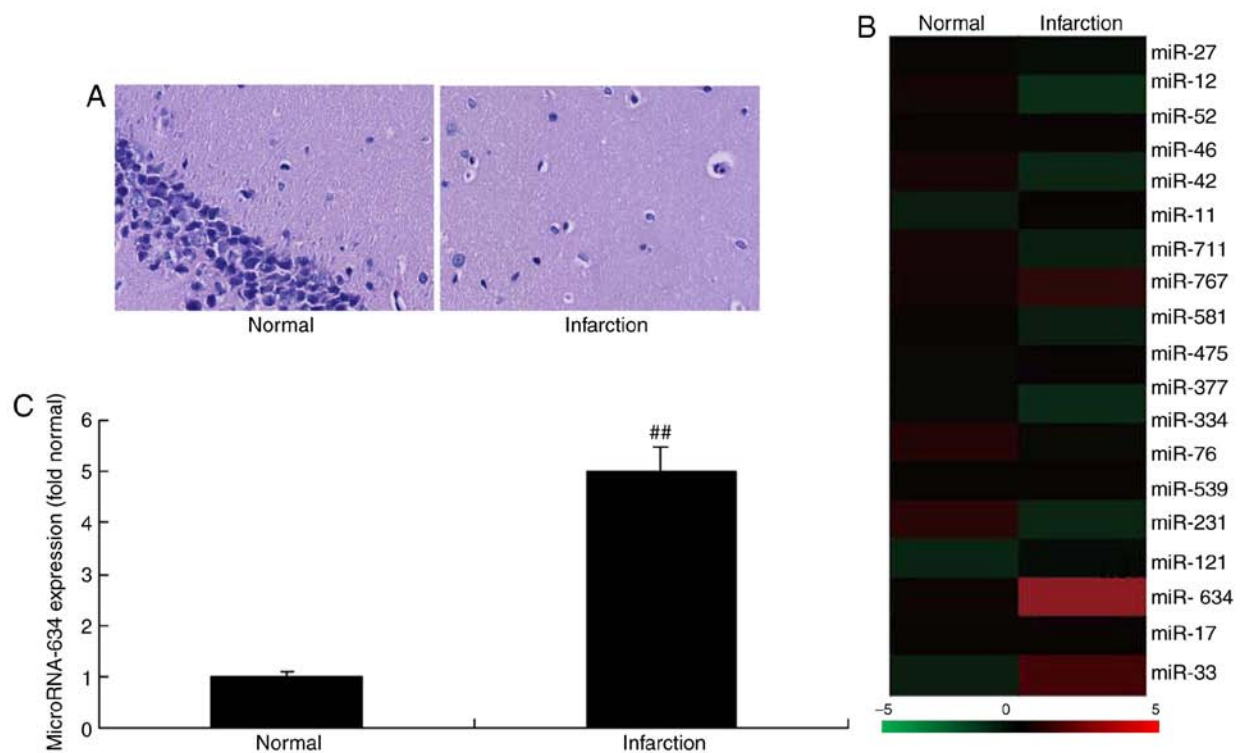 A
Normal
Infarction
B
Normal
Infarction
miR-27
miR-12
miR-52
miR-46
miR-42
miR-11
miR-711
miR-767
miR-581
miR-475
miR-377
miR-334
miR-76
miR-539
miR-231
miR-121
miR- 634
miR-17
miR-33
–5
0
5
C
MicroRNA-634 expression (fold normal)
6
5
4
3
2
1
0
##
Normal
Infarction